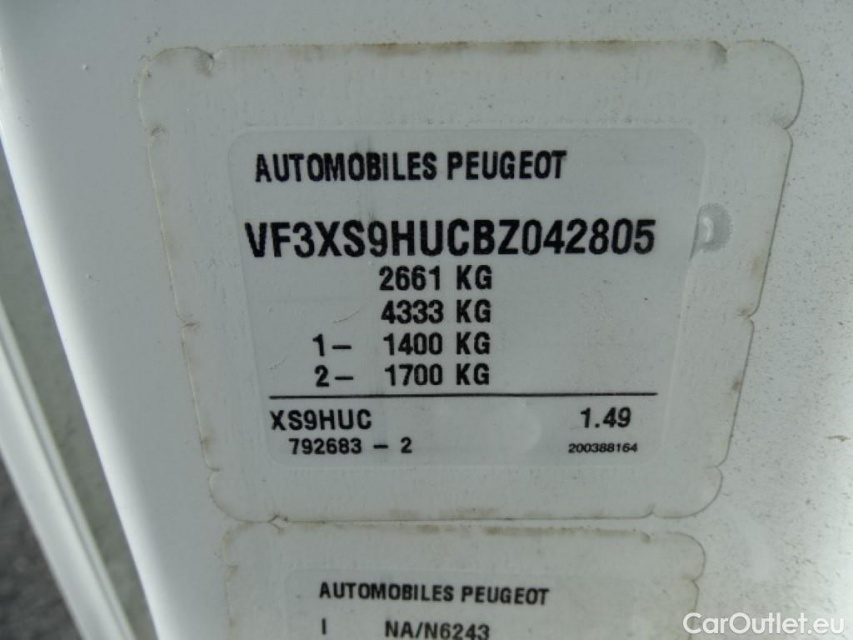 AUTOMOBILES PEUGEOT
VF3XS9HUCBZ042805
2661 KG
4333 KG
1- 1400 KG
2- 1700 KG
XS9HUC 1.49
792683 - 2 200388164
AUTOMOBILES PEUGEOT
I NA/N6243
CarOutlet.eu